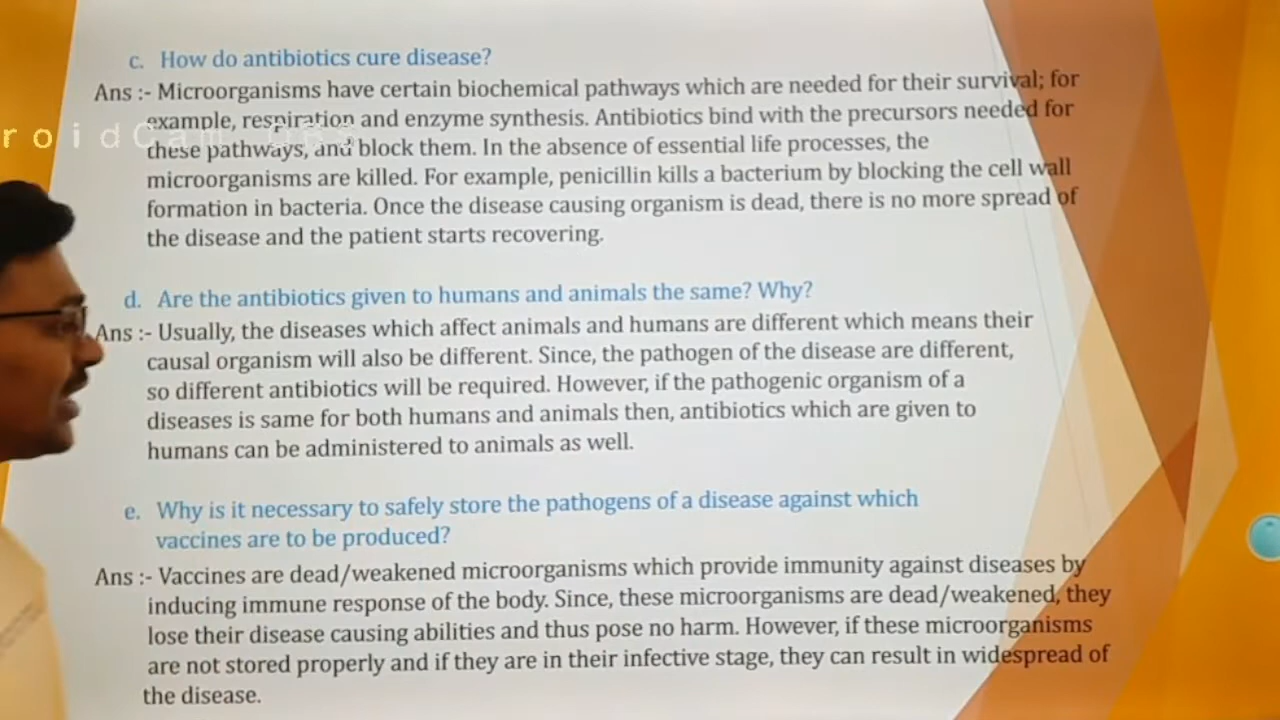 c. How do antibiotics cure disease?
Ans :- Microorganisms have certain biochemical pathways which are needed for their survival; for
example, respiration and enzyme synthesis. Antibiotics bind with the precursors needed for
these pathways, and block them. In the absence of essential life processes, the
microorganisms are killed. For example, penicillin kills a bacterium by blocking the cell wall
formation in bacteria. Once the disease causing organism is dead, there is no more spread of
the disease and the patient starts recovering.
d. Are the antibiotics given to humans and animals the same? Why?
Ans :- Usually, the diseases which affect animals and humans are different which means their
causal organism will also be different. Since, the pathogen of the disease are different,
so different antibiotics will be required. However, if the pathogenic organism of a
diseases is same for both humans and animals then, antibiotics which are given to
humans can be administered to animals as well.
e. Why is it necessary to safely store the pathogens of a disease against which
vaccines are to be produced?
Ans :- Vaccines are dead/weakened microorganisms which provide immunity against diseases by
inducing immune response of the body. Since, these microorganisms are dead/weakened, they
lose their disease causing abilities and thus pose no harm. However, if these microorganisms
are not stored properly and if they are in their infective stage, they can result in widespread of
the disease.